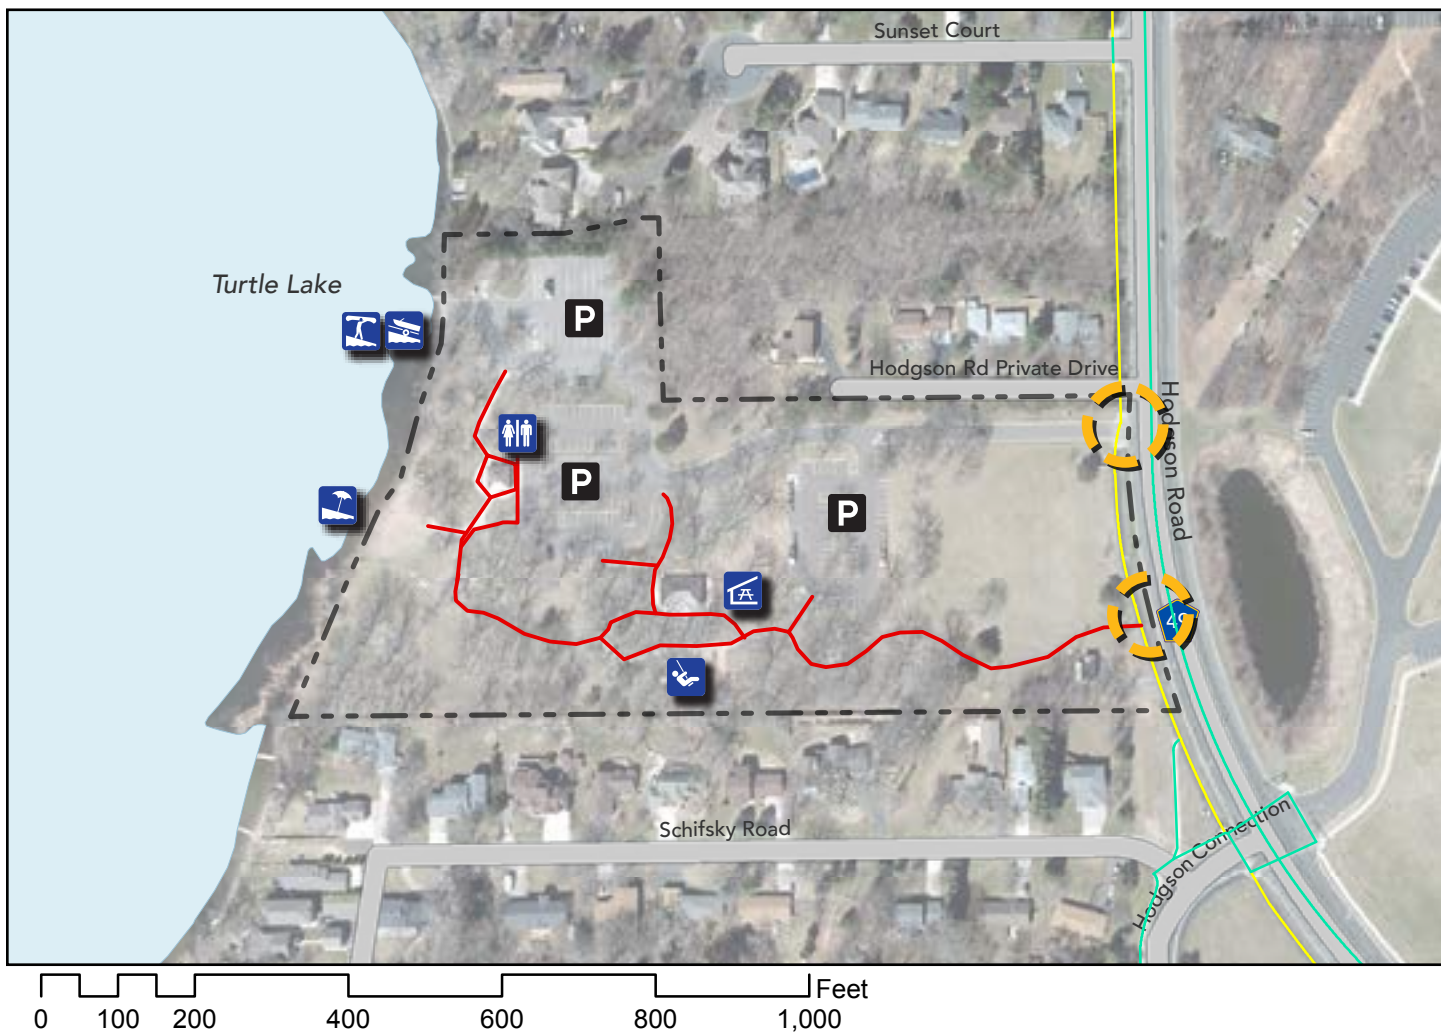 Sunset Court
Turtle Lake
P
Hodgson Rd Private Drive
Hodgson Road
P
P
49
Schifsky Road
Hodgson Connection
Feet
0 100 200 400 600 800 1,000